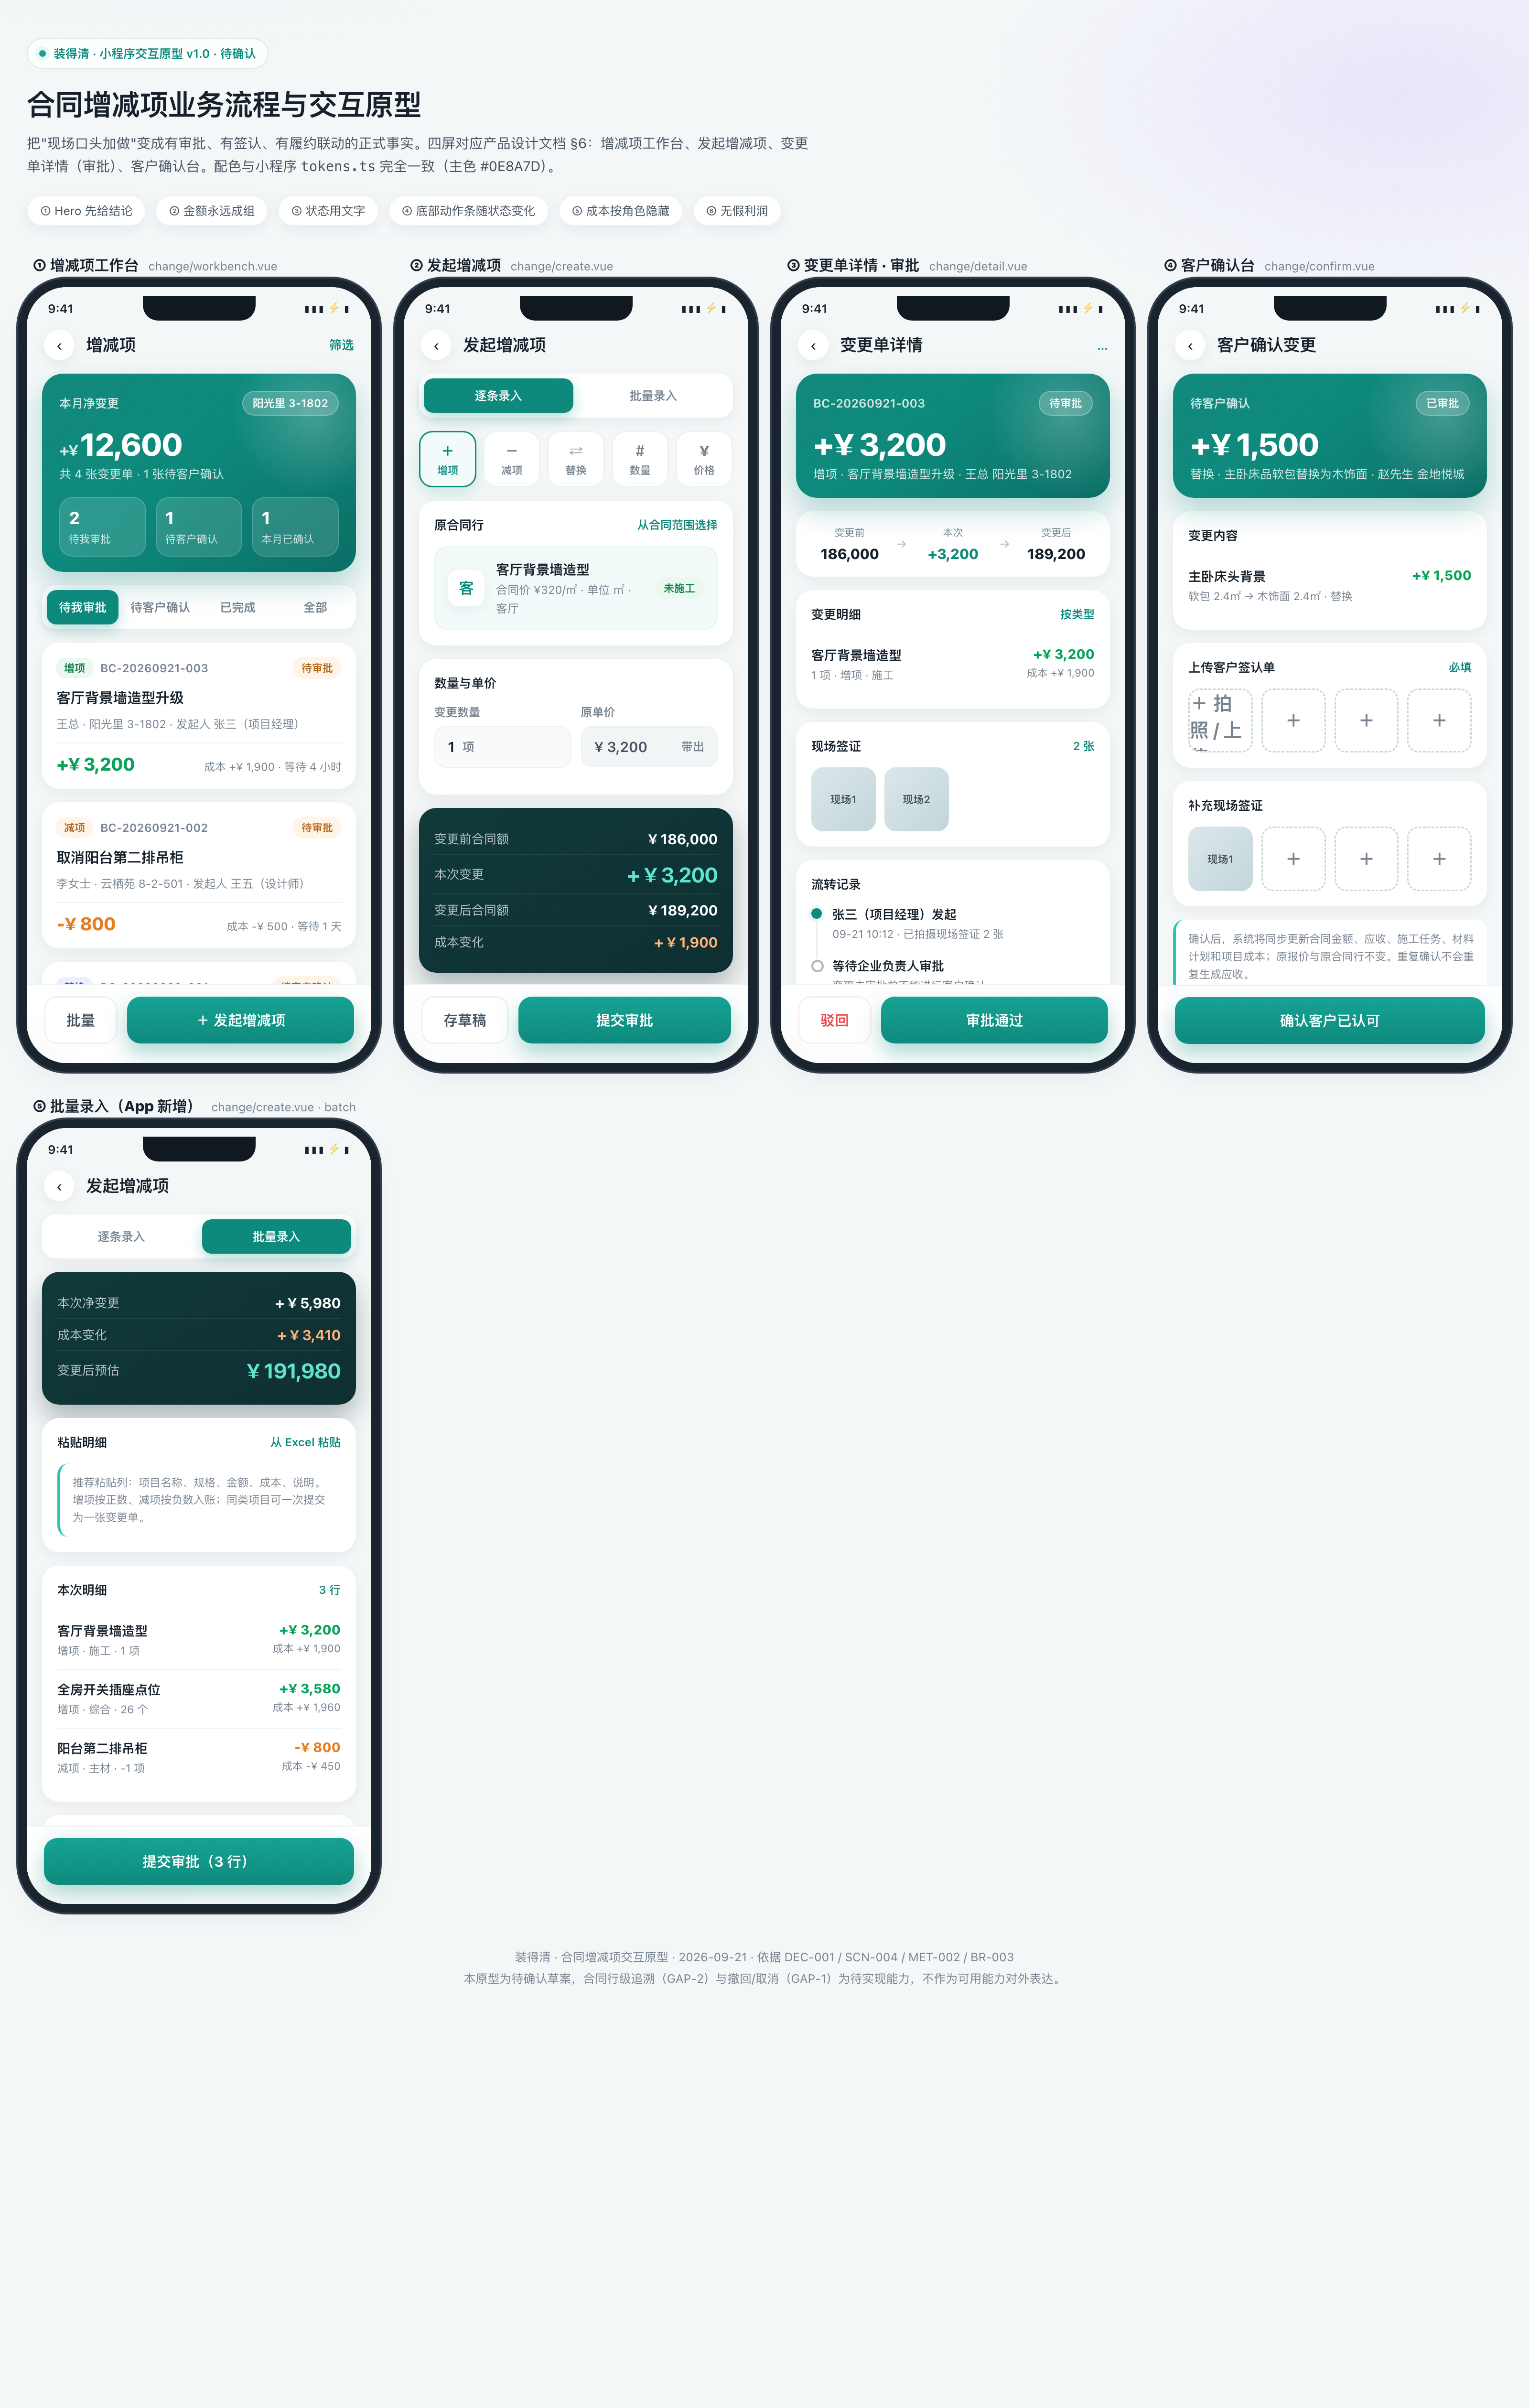 装得清 · 小程序交互原型 v1.0 · 待确认
合同增减项业务流程与交互原型
把"现场口头加做"变成有审批、有签认、有履约联动的正式事实。四屏对应产品设计文档 §6：增减项工作台、发起增减项、变更
单详情（审批）、客户确认台。配色与小程序 tokens.ts 完全一致（主色 #0E8A7D）。
① Hero 先给结论
② 金额永远成组
③ 状态用文字
④ 底部动作条随状态变化
⑤ 成本按角色隐藏
⑥ 无假利润
① 增减项工作台 change/workbench.vue
9:41
‹ 增减项 筛选
本月净变更 阳光里 3-1802
+¥12,600
共 4 张变更单 · 1 张待客户确认
2 1 1
待我审批 待客户确认 本月已确认
待我审批 待客户确认 已完成 全部
增项 BC-20260921-003 待审批
客厅背景墙造型升级
王总 · 阳光里 3-1802 · 发起人 张三（项目经理）
+¥ 3,200 成本 +¥ 1,900 · 等待 4 小时
减项 BC-20260921-002 待审批
取消阳台第二排吊柜
李女士 · 云栖苑 8-2-501 · 发起人 王五（设计师）
-¥ 800 成本 -¥ 500 · 等待 1 天
批量 ＋ 发起增减项
② 发起增减项 change/create.vue
9:41
‹ 发起增减项
逐条录入 批量录入
＋ － ⇄ # ¥
增项 减项 替换 数量 价格
原合同行 从合同范围选择
客 客厅背景墙造型 未施工
合同价 ¥320/㎡ · 单位 ㎡ ·
客厅
数量与单价
变更数量 原单价
1 项 ¥ 3,200 带出
变更前合同额 ¥ 186,000
本次变更 + ¥ 3,200
变更后合同额 ¥ 189,200
成本变化 + ¥ 1,900
存草稿 提交审批
③ 变更单详情 · 审批 change/detail.vue
9:41
‹ 变更单详情 …
BC-20260921-003 待审批
+¥ 3,200
增项 · 客厅背景墙造型升级 · 王总 阳光里 3-1802
变更前 本次 变更后
186,000 → +3,200 → 189,200
变更明细 按类型
客厅背景墙造型 +¥ 3,200
1 项 · 增项 · 施工 成本 +¥ 1,900
现场签证 2 张
现场1 现场2
流转记录
张三（项目经理）发起
09-21 10:12 · 已拍摄现场签证 2 张
等待企业负责人审批
驳回 审批通过
④ 客户确认台 change/confirm.vue
9:41
‹ 客户确认变更
待客户确认 已审批
+¥ 1,500
替换 · 主卧床品软包替换为木饰面 · 赵先生 金地悦城
变更内容
主卧床头背景 +¥ 1,500
软包 2.4㎡ → 木饰面 2.4㎡ · 替换
上传客户签认单 必填
＋ 拍
照 / 上
＋ ＋ ＋
补充现场签证
现场1 ＋ ＋ ＋
确认后，系统将同步更新合同金额、应收、施工任务、材料
计划和项目成本；原报价与原合同行不变。重复确认不会重
复生成应收。
确认客户已认可
⑤ 批量录入（App 新增） change/create.vue · batch
9:41
‹ 发起增减项
逐条录入 批量录入
本次净变更 + ¥ 5,980
成本变化 + ¥ 3,410
变更后预估 ¥ 191,980
粘贴明细 从 Excel 粘贴
推荐粘贴列：项目名称、规格、金额、成本、说明。
增项按正数、减项按负数入账；同类项目可一次提交
为一张变更单。
本次明细 3 行
客厅背景墙造型 +¥ 3,200
增项 · 施工 · 1 项 成本 +¥ 1,900
全房开关插座点位 +¥ 3,580
增项 · 综合 · 26 个 成本 +¥ 1,960
阳台第二排吊柜 -¥ 800
减项 · 主材 · -1 项 成本 -¥ 450
提交审批（3 行）
装得清 · 合同增减项交互原型 · 2026-09-21 · 依据 DEC-001 / SCN-004 / MET-002 / BR-003
本原型为待确认草案，合同行级追溯（GAP-2）与撤回/取消（GAP-1）为待实现能力，不作为可用能力对外表达。